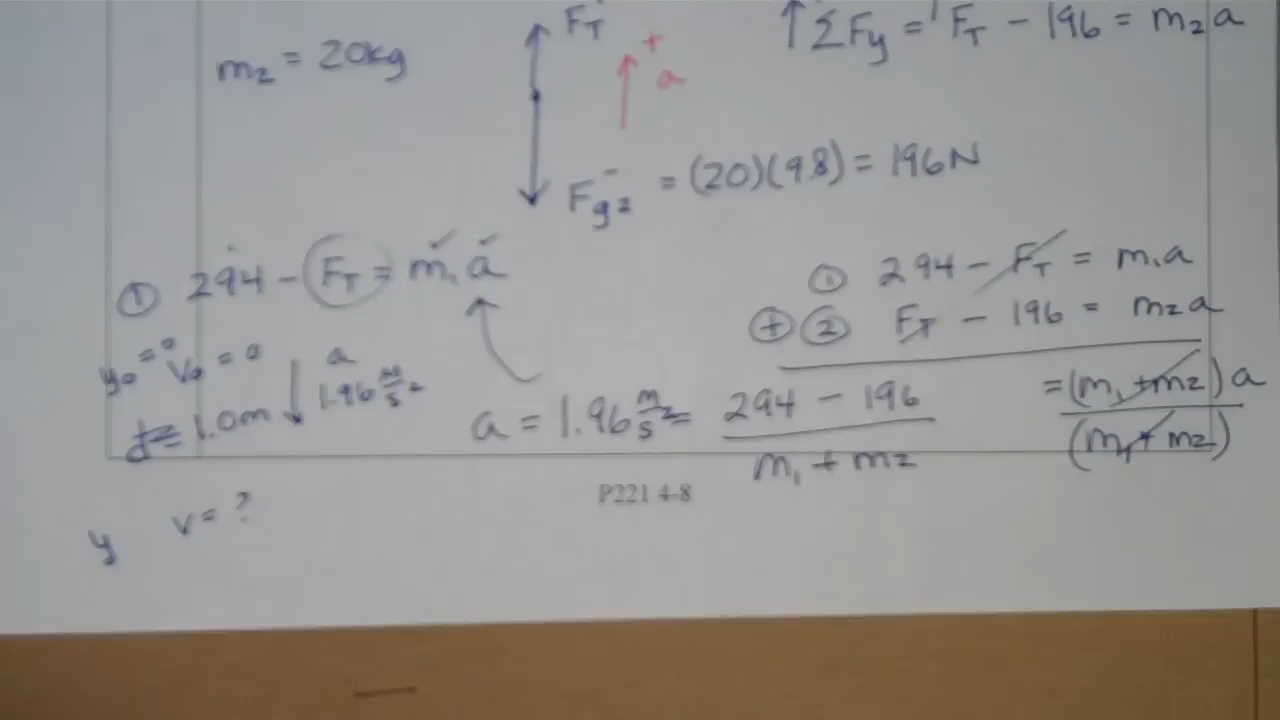 F_T
↑ ΣFy = F_T − 196 = m₂a
m₂ = 20kg
+
a
Fg₂ = (20)(9.8) = 196N
① 294 − F_T = m₁a
① 294 − F_T = m₁a
⊕ ② F_T − 196 = m₂a
y₀ = 0 v₀ = 0
a
1.96 m/s²
d = 1.0m
a = 1.96 m/s² = (294 − 196)/(m₁ + m₂) = (m₁ + m₂)a/(m₁ + m₂)
P221 4-8
y v = ?